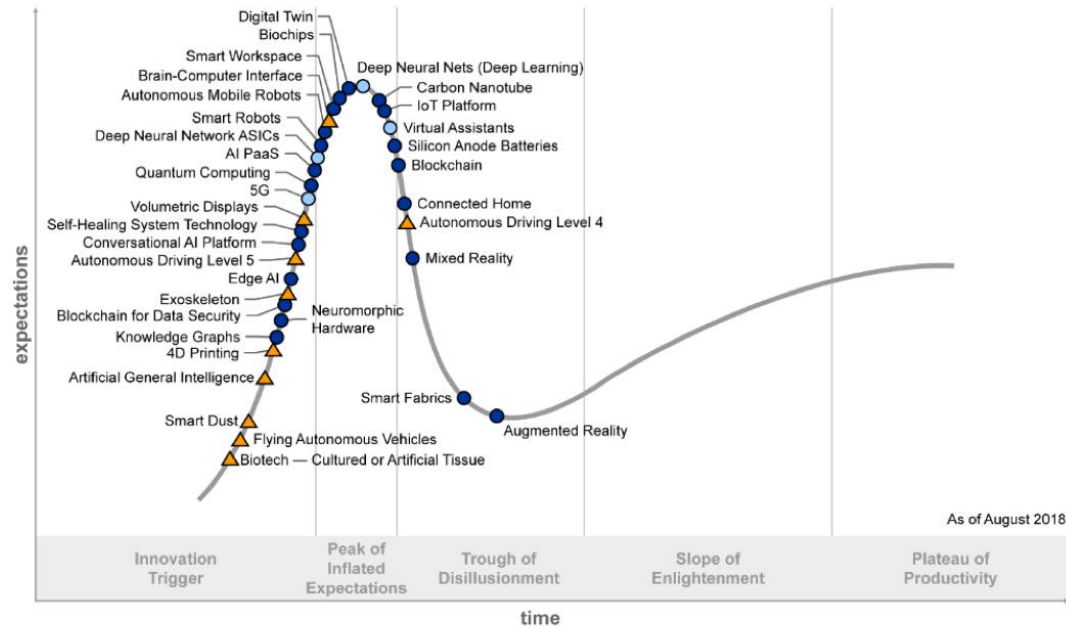 Digital Twin
Biochips
Smart Workspace
Brain-Computer Interface
Autonomous Mobile Robots
Smart Robots
Deep Neural Network ASICs
AI PaaS
Quantum Computing
5G
Volumetric Displays
Self-Healing System Technology
Conversational AI Platform
Autonomous Driving Level 5
Edge AI
Exoskeleton
Blockchain for Data Security
Neuromorphic
Hardware
Knowledge Graphs
4D Printing
Artificial General Intelligence
Smart Dust
Flying Autonomous Vehicles
Biotech — Cultured or Artificial Tissue
Deep Neural Nets (Deep Learning)
Carbon Nanotube
IoT Platform
Virtual Assistants
Silicon Anode Batteries
Blockchain
Connected Home
Autonomous Driving Level 4
Mixed Reality
Smart Fabrics
Augmented Reality
expectations
As of August 2018
Innovation
Trigger
Peak of
Inflated
Expectations
Trough of
Disillusionment
Slope of
Enlightenment
Plateau of
Productivity
time